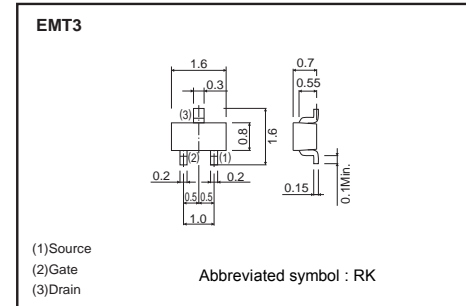 EMT3
1.6
0.3
(3)
0.8
1.6
(2)
(1)
0.2
0.2
0.5
0.5
1.0
0.7
0.55
0.15
0.1Min.
(1)Source
(2)Gate
(3)Drain
Abbreviated symbol : RK